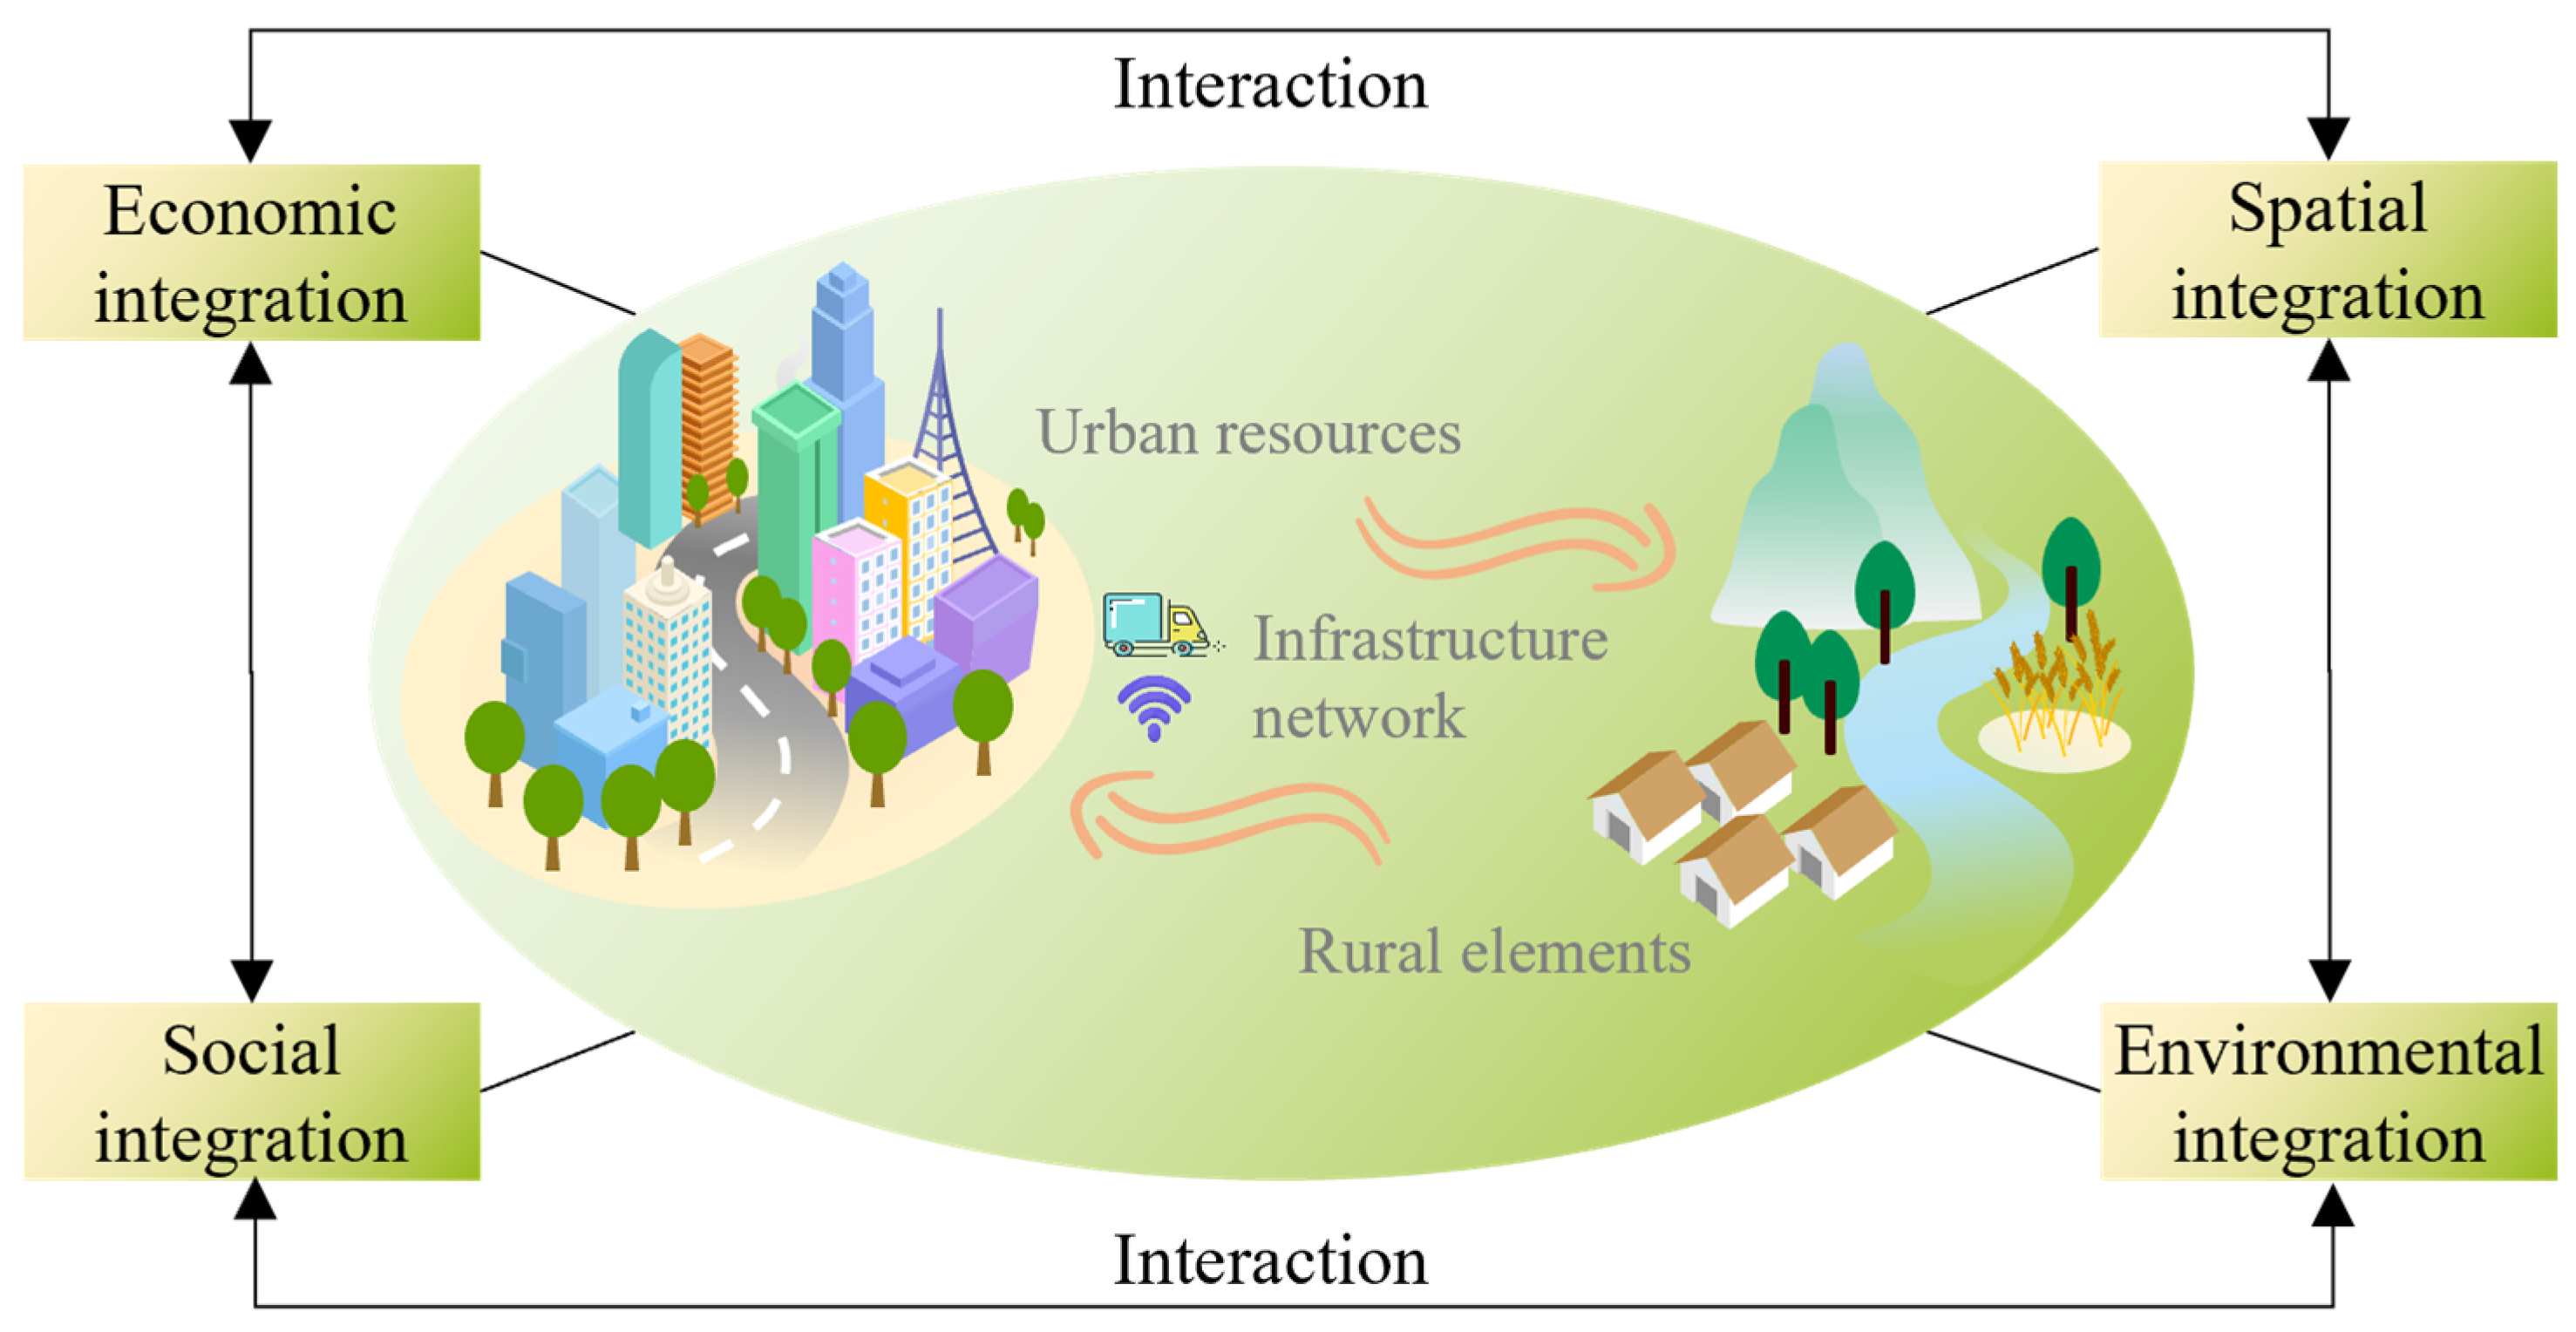 Interaction
Economic
integration
Spatial
integration
Urban resources
Infrastructure
network
Rural elements
Social
integration
Environmental
integration
Interaction